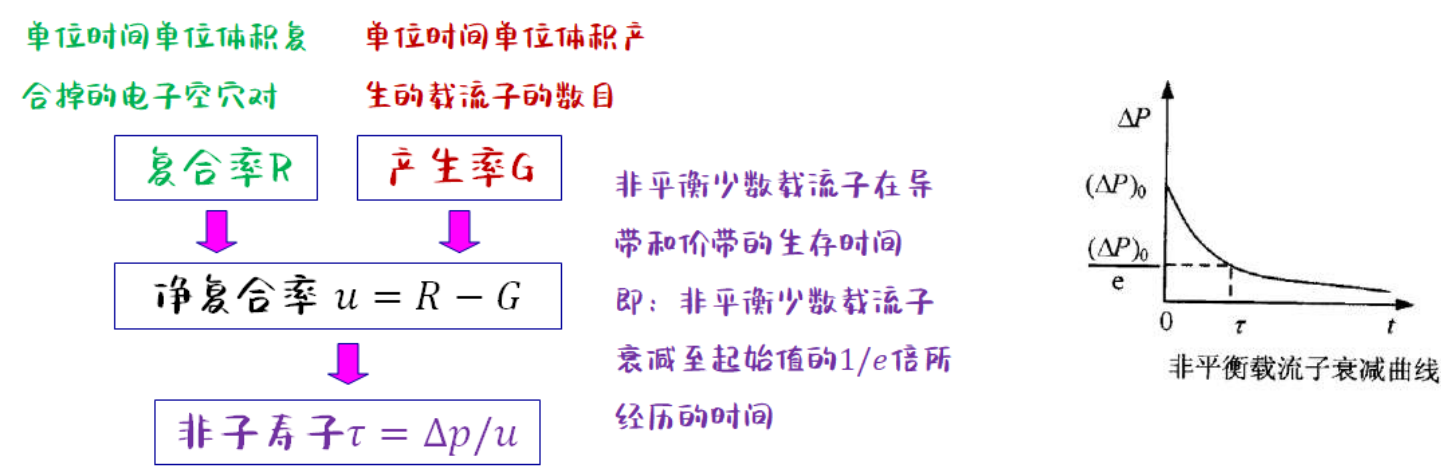 单位时间单位体积复
合掉的电子空穴对
单位时间单位体积产
生的载流子的数目
复合率R
产生率G
净复合率 u = R − G
非子寿子τ = Δp/u
非平衡少数载流子在导
带和价带的生存时间
即：非平衡少数载流子
衰减至起始值的1/e倍所
经历的时间
ΔP
(ΔP)₀
(ΔP)₀
e
0 τ t
非平衡载流子衰减曲线